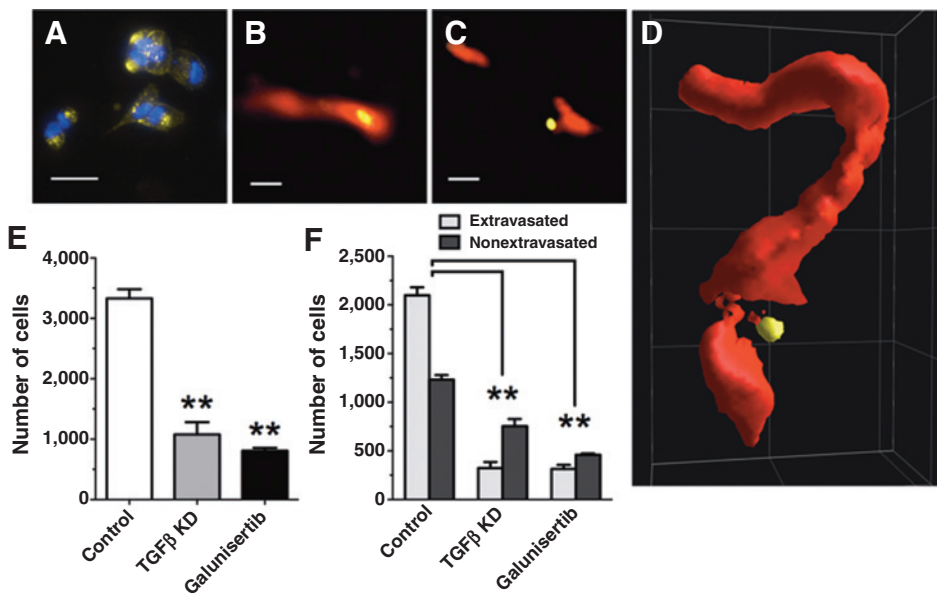 A
B
C
D
E
Number of cells
4,000
3,000
2,000
1,000
0
**
**
Control
TGFβ KD
Galunisertib
F
Extravasated
Nonextravasated
Number of cells
2,500
2,000
1,500
1,000
500
0
**
**
Control
TGFβ KD
Galunisertib